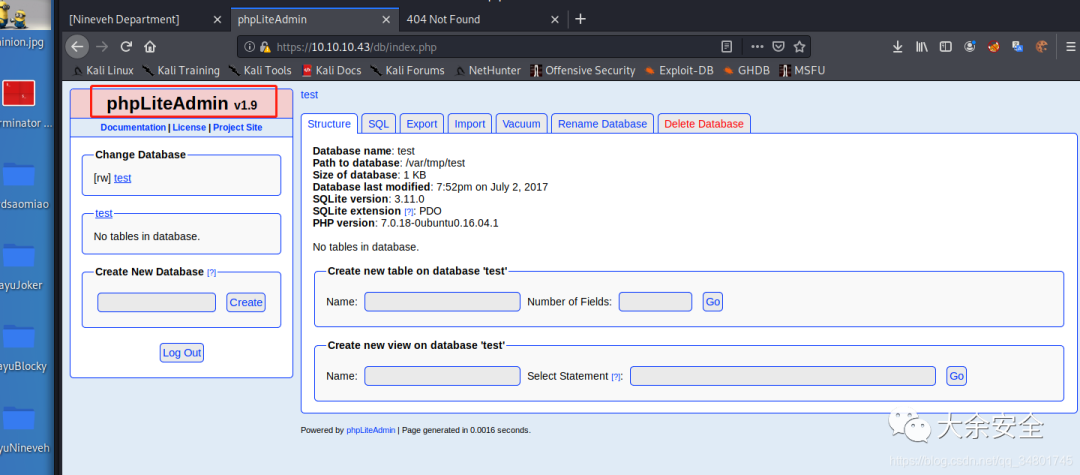 [Nineveh Department]
phpLiteAdmin
404 Not Found
https://10.10.10.43/db/index.php
Kali Linux Kali Training Kali Tools Kali Docs Kali Forums NetHunter Offensive Security Exploit-DB GHDB MSFU
inion.jpg
rminator ...
dsaomiao
ayuJoker
ayuBlocky
ayuNineveh
phpLiteAdmin v1.9
Documentation | License | Project Site
Change Database
[rw] test
test
No tables in database.
Create New Database [?]
Create
Log Out
test
Structure SQL Export Import Vacuum Rename Database Delete Database
Database name: test
Path to database: /var/tmp/test
Size of database: 1 KB
Database last modified: 7:52pm on July 2, 2017
SQLite version: 3.11.0
SQLite extension [?]: PDO
PHP version: 7.0.18-0ubuntu0.16.04.1
No tables in database.
Create new table on database 'test'
Name: Number of Fields: Go
Create new view on database 'test'
Name: Select Statement [?]: Go
Powered by phpLiteAdmin | Page generated in 0.0016 seconds.
大余安全